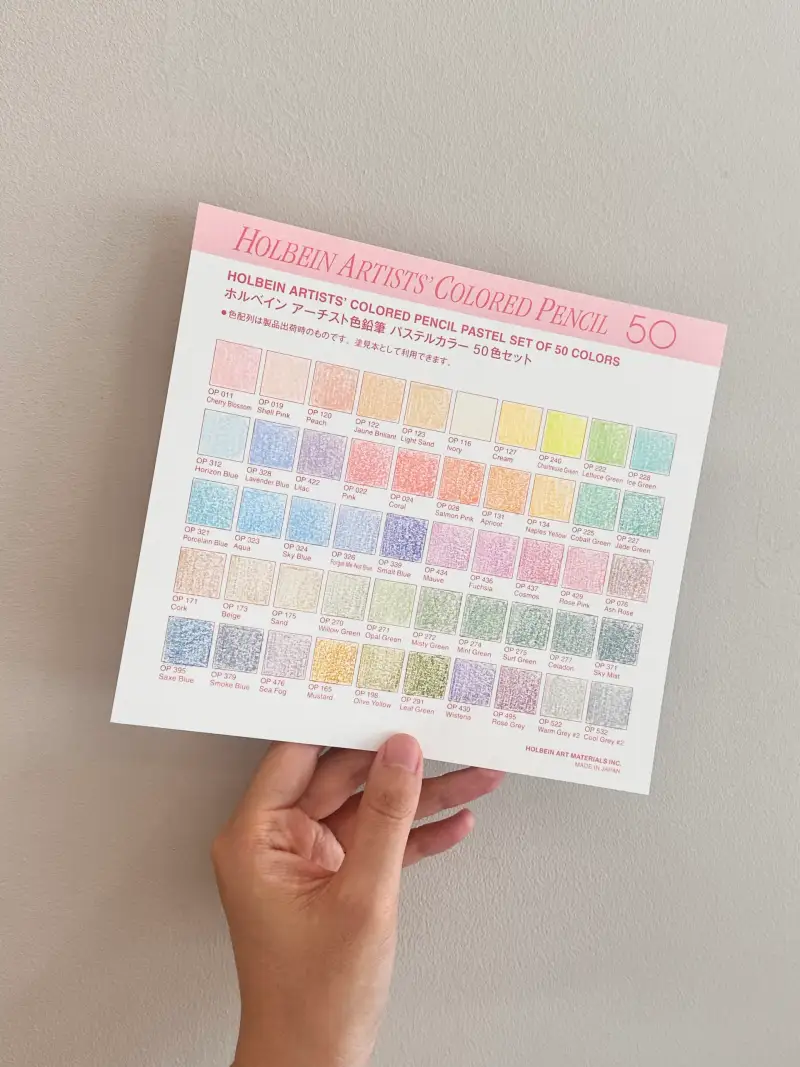 HOLBEIN ARTISTS' COLORED PENCIL 50
HOLBEIN ARTISTS' COLORED PENCIL PASTEL SET OF 50 COLORS
ホルベイン アーチスト色鉛筆 パステルカラー 50色セット
●色配列は製品出荷時のものです。塗見本として利用できます。
OP 011 OP 019 OP 120 OP 122 OP 123 OP 116 OP 127 OP 240 OP 222 OP 228
Cherry Blossom Shell Pink Peach Jaune Brillant Light Sand Ivory Cream Chartreuse Green Lettuce Green Ice Green
OP 312 OP 328 OP 422 OP 022 OP 024 OP 028 OP 131 OP 134 OP 225 OP 227
Horizon Blue Lavender Blue Lilac Pink Coral Salmon Pink Apricot Naples Yellow Cobalt Green Jade Green
OP 321 OP 323 OP 324 OP 326 OP 339 OP 434 OP 436 OP 437 OP 429 OP 076
Porcelain Blue Aqua Sky Blue Forget-Me-Not Blue Small Blue Mauve Fuchsia Cosmos Rose Pink Ash Rose
OP 171 OP 173 OP 175 OP 270 OP 271 OP 272 OP 274 OP 275 OP 277 OP 371
Cork Beige Sand Willow Green Opal Green Misty Green Mint Green Surf Green Celadon Sky Mist
OP 395 OP 379 OP 476 OP 165 OP 196 OP 291 OP 430 OP 495 OP 522 OP 532
Saxe Blue Smoke Blue Sea Fog Mustard Olive Yellow Leaf Green Wisteria Rose Grey Warm Grey #2 Cool Grey #2
HOLBEIN ART MATERIALS INC.
MADE IN JAPAN